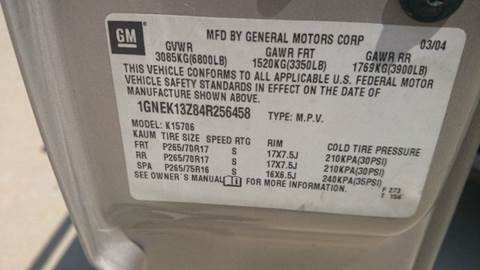 GM MFD BY GENERAL MOTORS CORP 03/04
GVWR GAWR FRT GAWR RR
3085KG(6800LB) 1520KG(3350LB) 1769KG(3900LB)
THIS VEHICLE CONFORMS TO ALL APPLICABLE U.S. FEDERAL MOTOR
VEHICLE SAFETY STANDARDS IN EFFECT ON THE DATE OF
MANUFACTURE SHOWN ABOVE.
1GNEK13Z84R256458 TYPE: M.P.V.
MODEL: K15706
KAUM TIRE SIZE SPEED RTG RIM COLD TIRE PRESSURE
FRT P265/70R17 S 17X7.5J 210KPA(30PSI)
RR P265/70R17 S 17X7.5J 210KPA(30PSI)
SPA P265/75R16 S 16X6.5J 240KPA(35PSI)
SEE OWNER'S MANUAL FOR MORE INFORMATION.
F 273
T 194